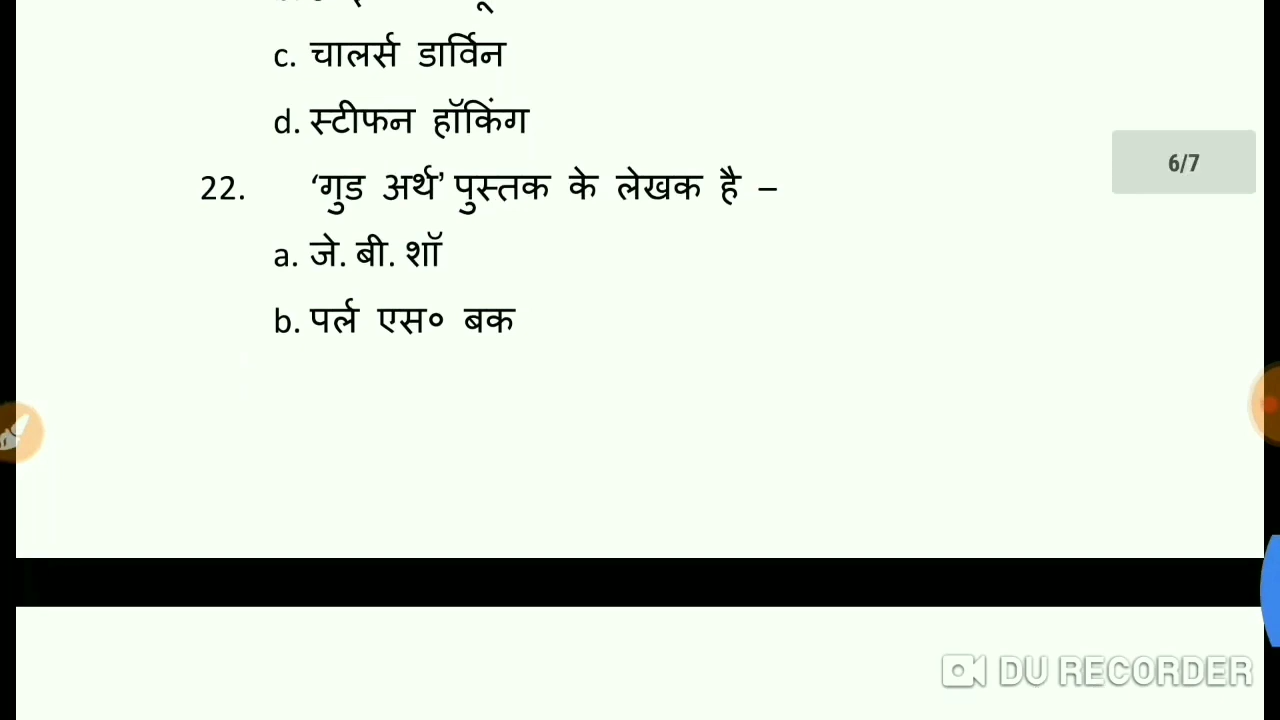 c. चालर्स डार्विन
d. स्टीफन हॉकिंग
6/7
22. ‘गुड अर्थ’ पुस्तक के लेखक है –
a. जे. बी. शॉ
b. पर्ल एस० बक
DU RECORDER